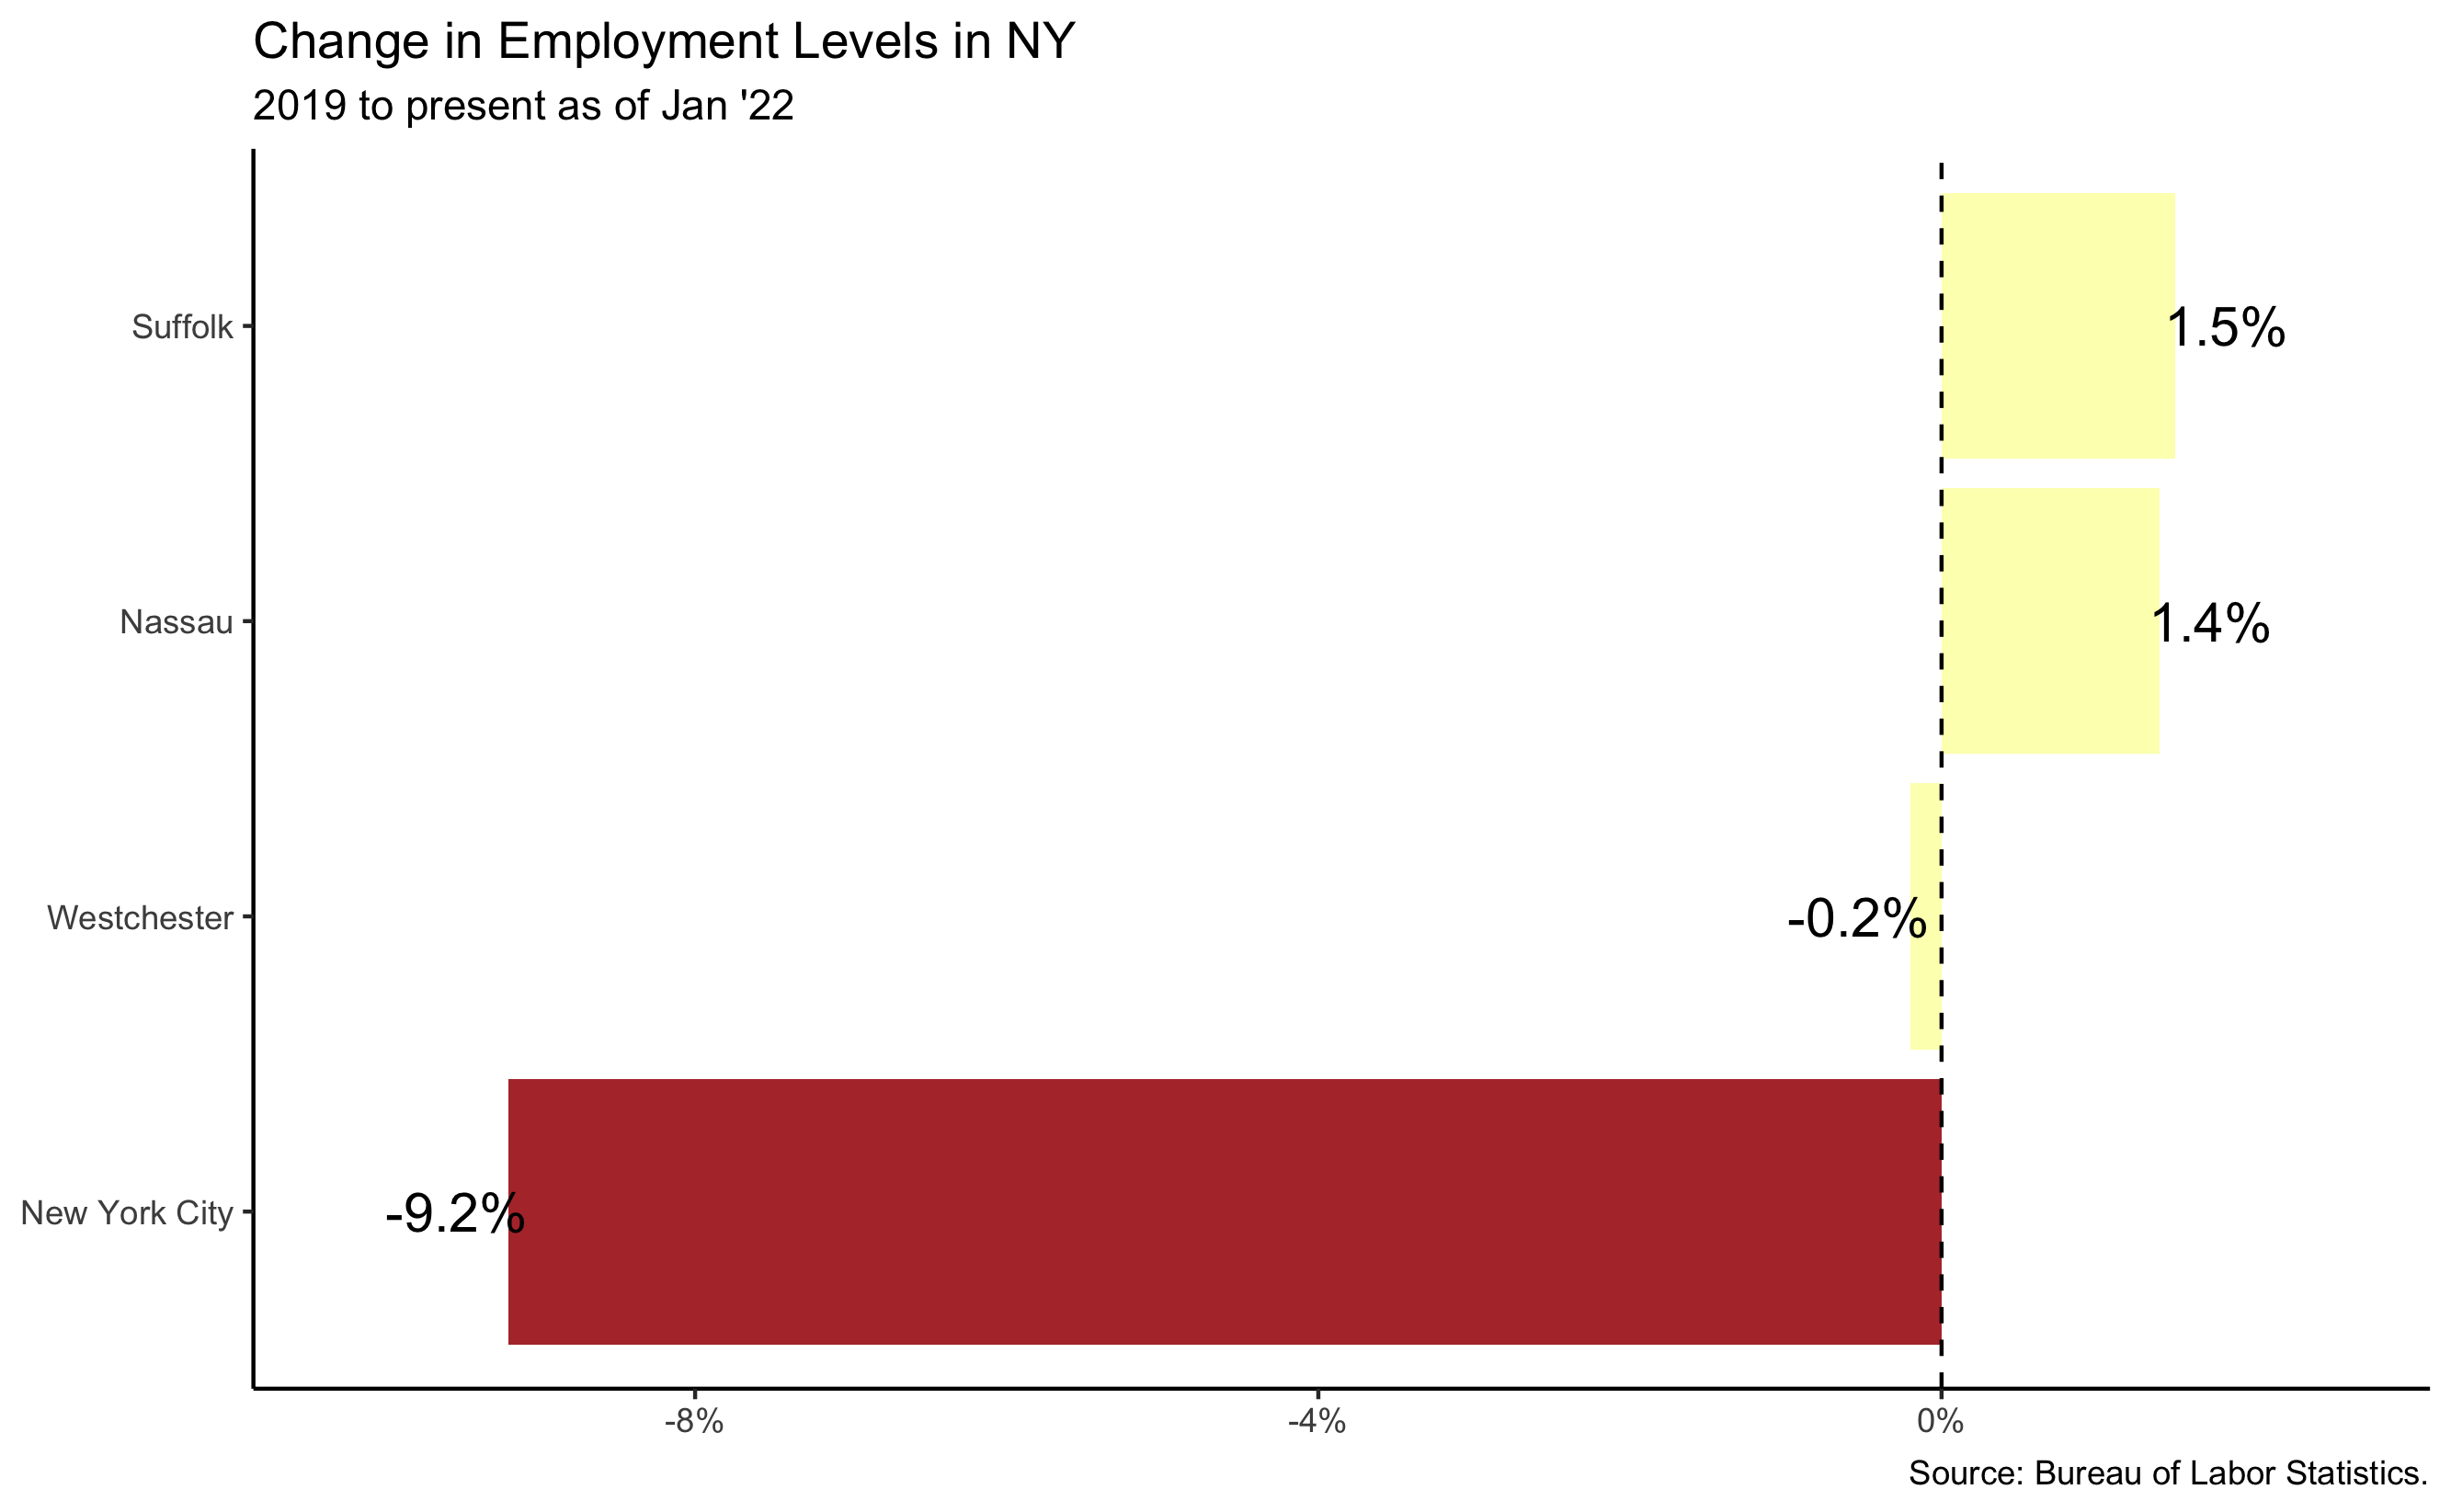 Change in Employment Levels in NY
2019 to present as of Jan '22
Suffolk
1.5%
Nassau
1.4%
Westchester
-0.2%
New York City
-9.2%
-8%
-4%
0%
Source: Bureau of Labor Statistics.